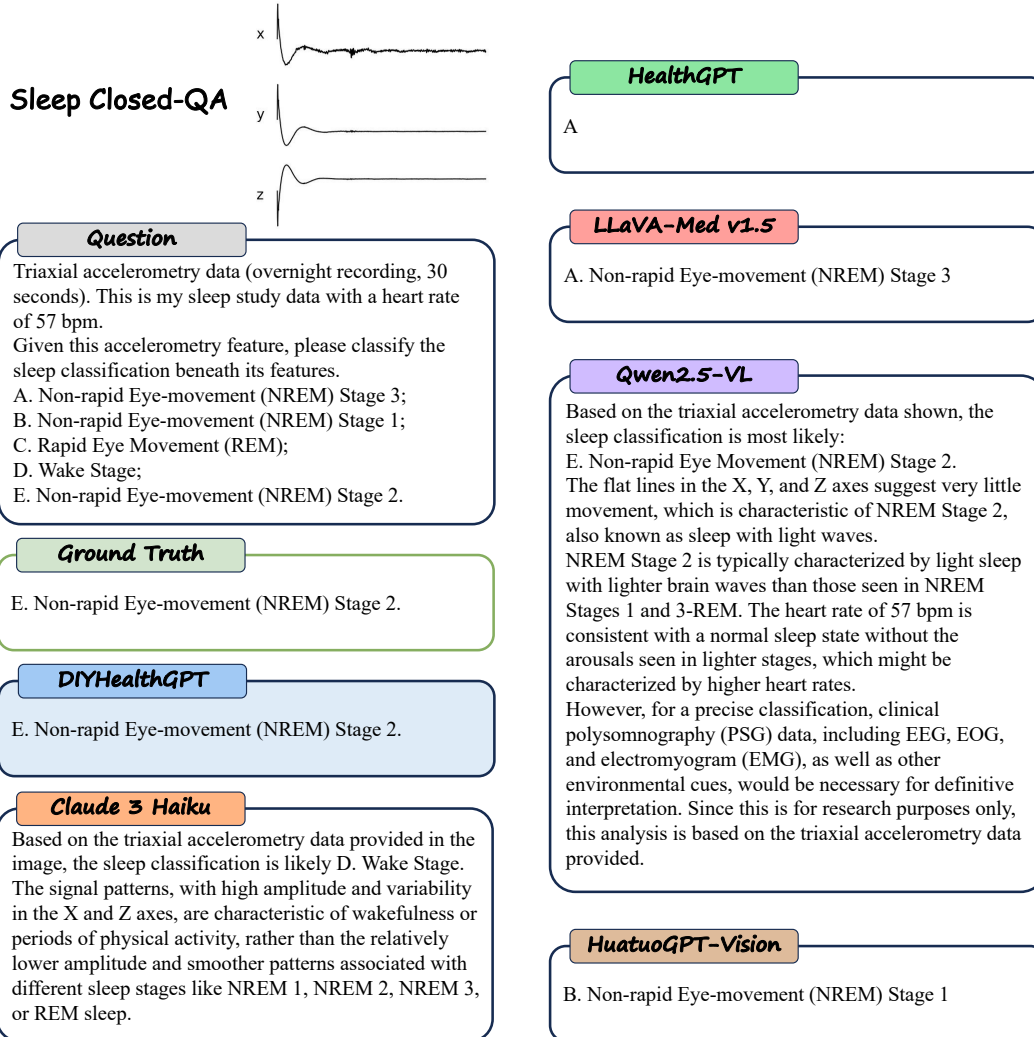 Sleep Closed-QA
x
y
z
Question
Triaxial accelerometry data (overnight recording, 30
seconds). This is my sleep study data with a heart rate
of 57 bpm.
Given this accelerometry feature, please classify the
sleep classification beneath its features.
A. Non-rapid Eye-movement (NREM) Stage 3;
B. Non-rapid Eye-movement (NREM) Stage 1;
C. Rapid Eye Movement (REM);
D. Wake Stage;
E. Non-rapid Eye-movement (NREM) Stage 2.
Ground Truth
E. Non-rapid Eye-movement (NREM) Stage 2.
DIYHealthGPT
E. Non-rapid Eye-movement (NREM) Stage 2.
Claude 3 Haiku
Based on the triaxial accelerometry data provided in the
image, the sleep classification is likely D. Wake Stage.
The signal patterns, with high amplitude and variability
in the X and Z axes, are characteristic of wakefulness or
periods of physical activity, rather than the relatively
lower amplitude and smoother patterns associated with
different sleep stages like NREM 1, NREM 2, NREM 3,
or REM sleep.
HealthGPT
A
LLaVA-Med v1.5
A. Non-rapid Eye-movement (NREM) Stage 3
Qwen2.5-VL
Based on the triaxial accelerometry data shown, the
sleep classification is most likely:
E. Non-rapid Eye Movement (NREM) Stage 2.
The flat lines in the X, Y, and Z axes suggest very little
movement, which is characteristic of NREM Stage 2,
also known as sleep with light waves.
NREM Stage 2 is typically characterized by light sleep
with lighter brain waves than those seen in NREM
Stages 1 and 3-REM. The heart rate of 57 bpm is
consistent with a normal sleep state without the
arousals seen in lighter stages, which might be
characterized by higher heart rates.
However, for a precise classification, clinical
polysomnography (PSG) data, including EEG, EOG,
and electromyogram (EMG), as well as other
environmental cues, would be necessary for definitive
interpretation. Since this is for research purposes only,
this analysis is based on the triaxial accelerometry data
provided.
HuatuoGPT-Vision
B. Non-rapid Eye-movement (NREM) Stage 1